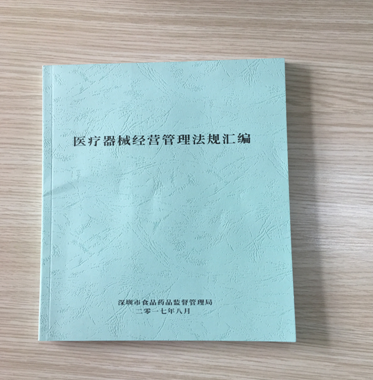 医疗器械经营管理法规汇编
深圳市食品药品监督管理局
二零一七年八月